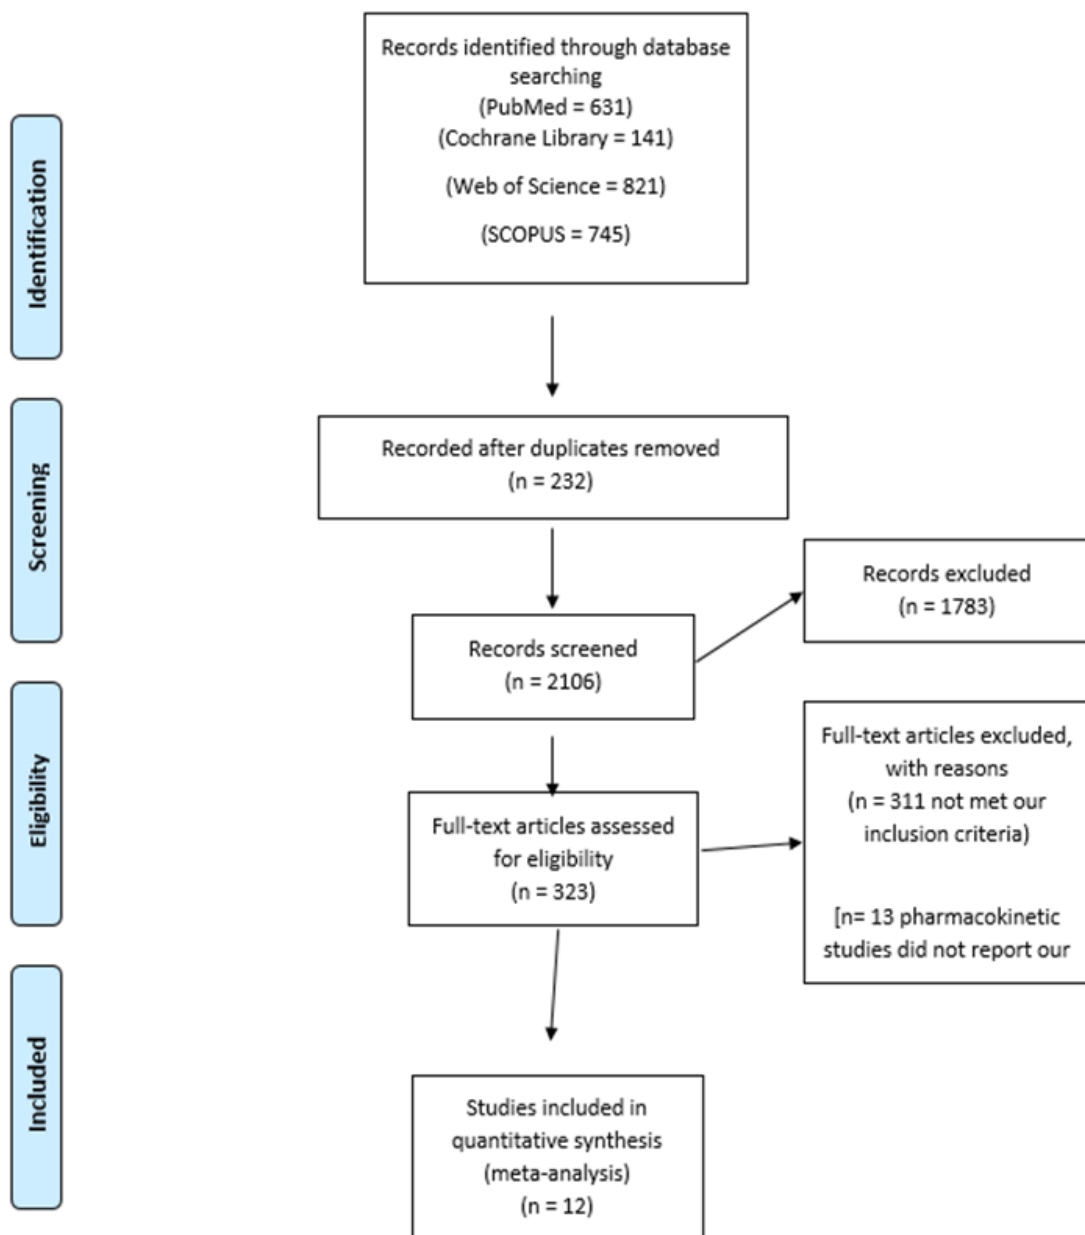 Records identified through database
searching
(PubMed = 631)
(Cochrane Library = 141)
(Web of Science = 821)
(SCOPUS = 745)
Identification
Recorded after duplicates removed
(n = 232)
Screening
Records excluded
(n = 1783)
Records screened
(n = 2106)
Full-text articles excluded,
with reasons
(n = 311 not met our
inclusion criteria)
[n= 13 pharmacokinetic
studies did not report our
Eligibility
Full-text articles assessed
for eligibility
(n = 323)
Included
Studies included in
quantitative synthesis
(meta-analysis)
(n = 12)